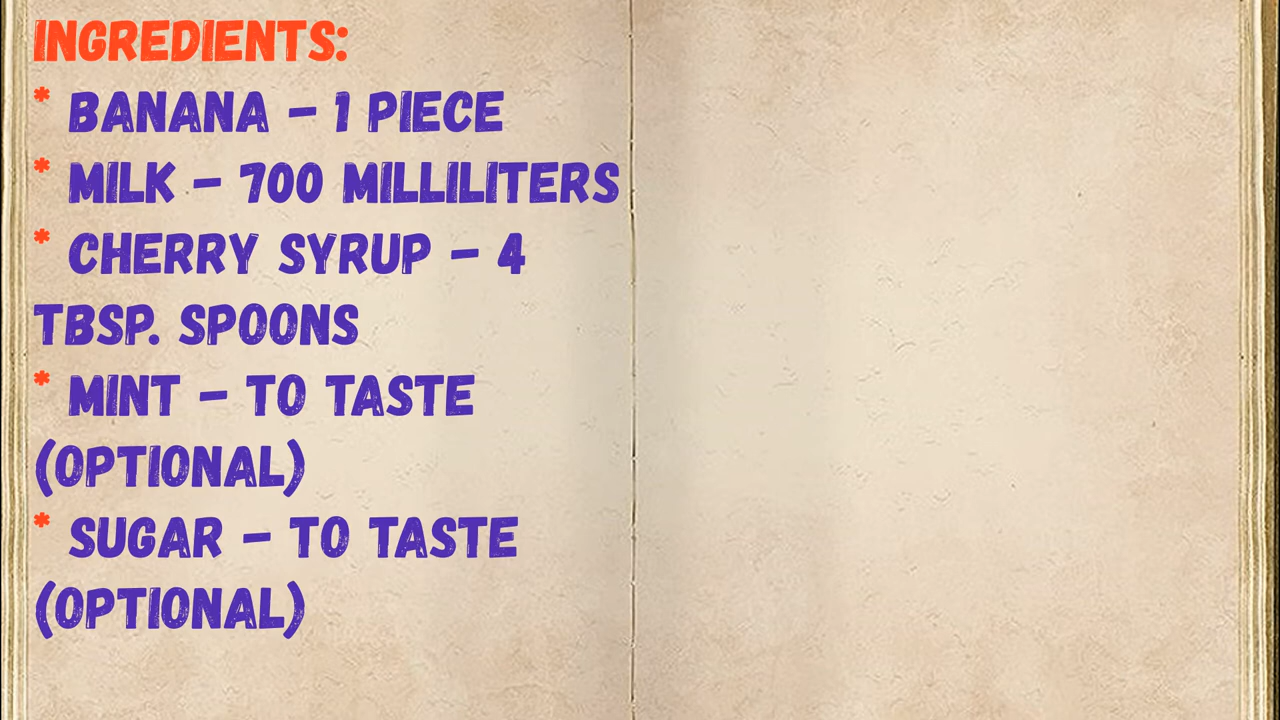 INGREDIENTS:
* BANANA – 1 PIECE
* MILK – 700 MILLILITERS
* CHERRY SYRUP – 4
TBSP. SPOONS
* MINT – TO TASTE
(OPTIONAL)
* SUGAR – TO TASTE
(OPTIONAL)